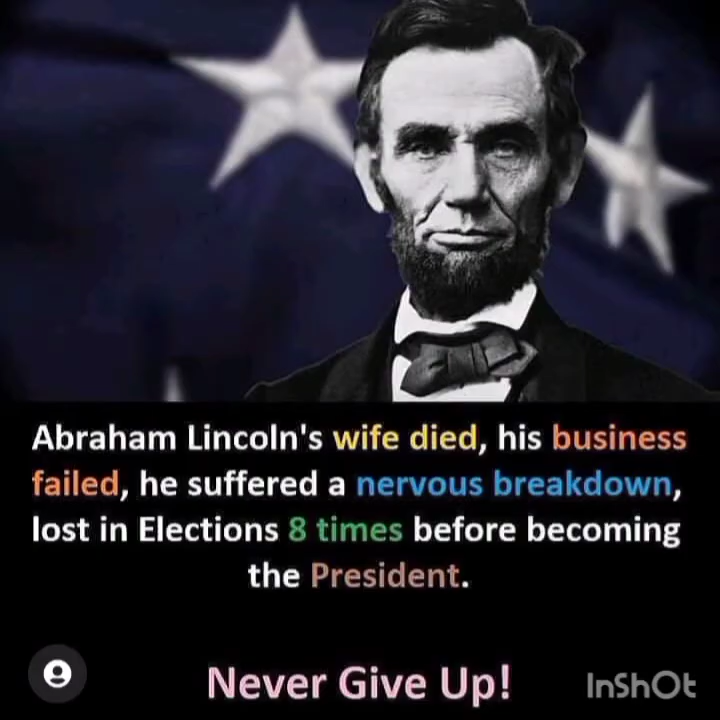 Abraham Lincoln's wife died, his business
failed, he suffered a nervous breakdown,
lost in Elections 8 times before becoming
the President.
Never Give Up!
InShOt